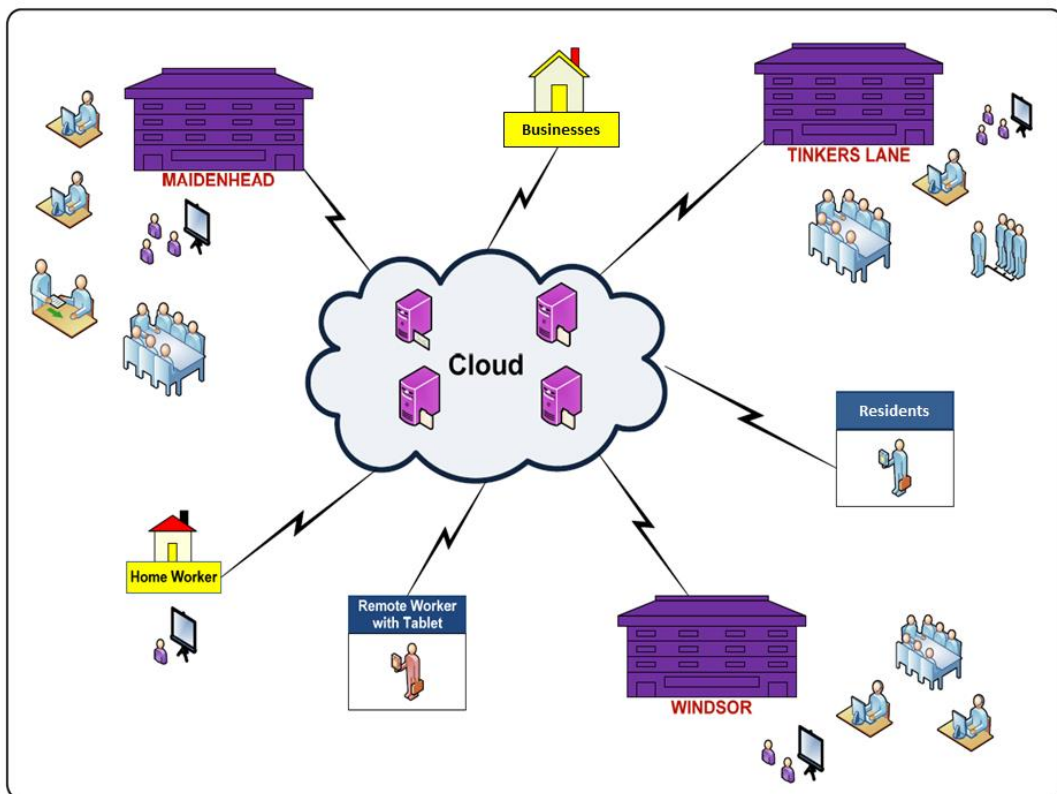 Businesses
MAIDENHEAD
TINKERS LANE
Cloud
Residents
Home Worker
Remote Worker
with Tablet
WINDSOR